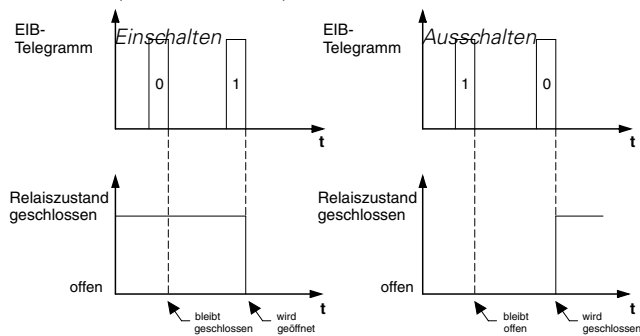 EIB-
Telegramm
Einschalten
0
1
t
EIB-
Telegramm
Ausschalten
1
0
t
Relaiszustand
geschlossen
offen
t
bleibt
geschlossen
wird
geöffnet
Relaiszustand
geschlossen
offen
t
bleibt
offen
wird
geschlossen